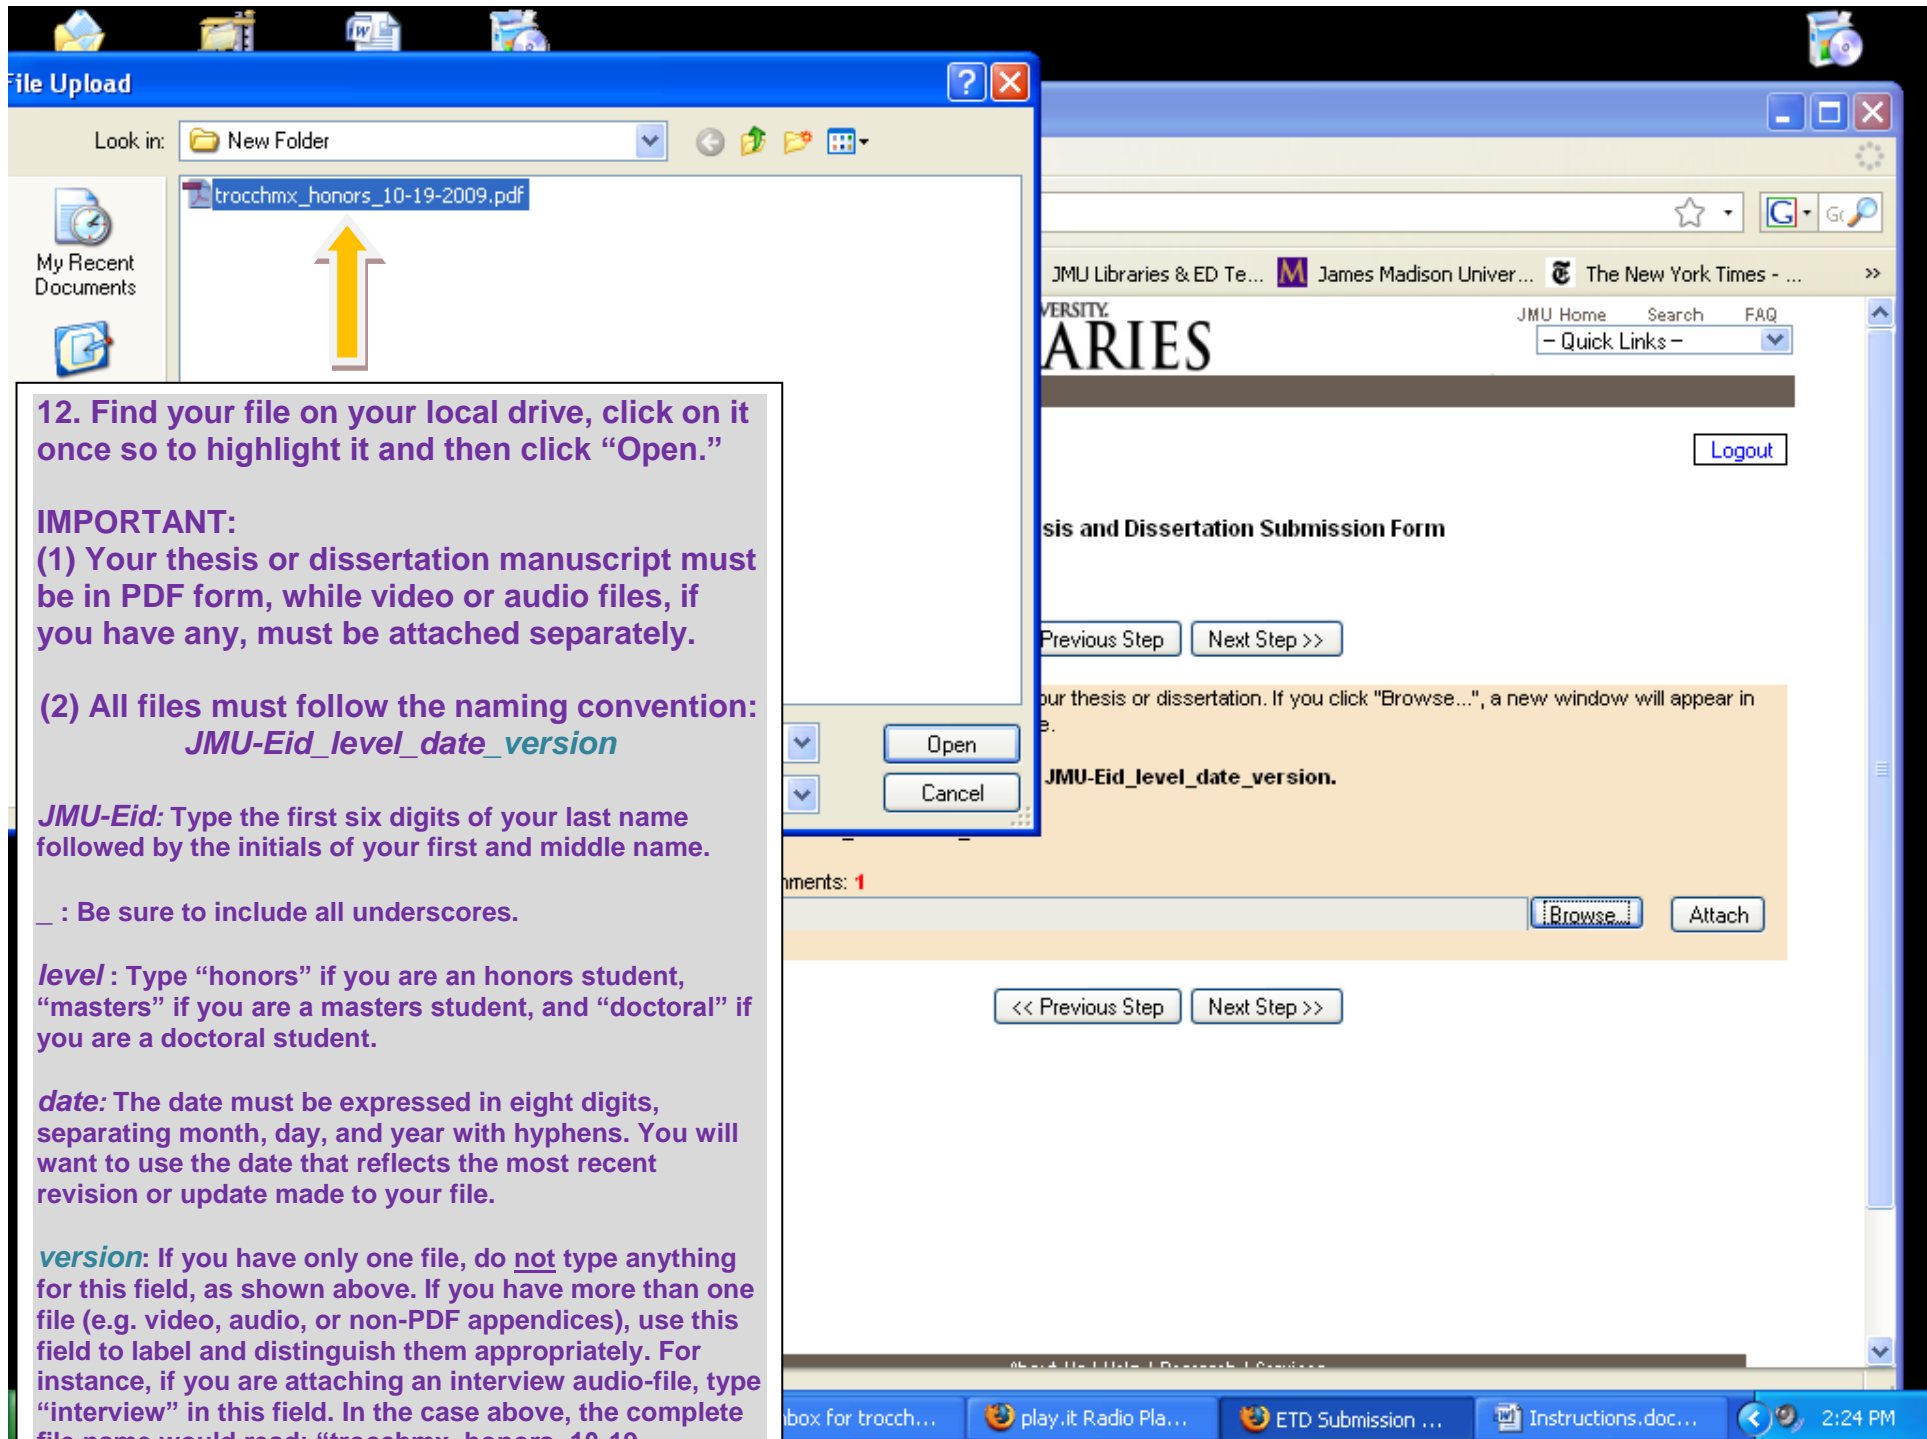 File Upload
Look in:
New Folder
trocchmx_honors_10-19-2009.pdf
My Recent
Documents
12. Find your file on your local drive, click on it
once so to highlight it and then click “Open.”
IMPORTANT:
(1) Your thesis or dissertation manuscript must
be in PDF form, while video or audio files, if
you have any, must be attached separately.
(2) All files must follow the naming convention:
JMU-Eid_level_date_version
JMU-Eid: Type the first six digits of your last name
followed by the initials of your first and middle name.
_ : Be sure to include all underscores.
level : Type “honors” if you are an honors student,
“masters” if you are a masters student, and “doctoral” if
you are a doctoral student.
date: The date must be expressed in eight digits,
separating month, day, and year with hyphens. You will
want to use the date that reflects the most recent
revision or update made to your file.
version: If you have only one file, do not type anything
for this field, as shown above. If you have more than one
file (e.g. video, audio, or non-PDF appendices), use this
field to label and distinguish them appropriately. For
instance, if you are attaching an interview audio-file, type
“interview” in this field. In the case above, the complete
file name would read: “trocchmx_honors_10-19-
Open
Cancel
JMU Libraries & ED Te... James Madison Univer... The New York Times - ... »
VERSITY.
ARIES
JMU Home Search FAQ
– Quick Links –
Logout
sis and Dissertation Submission Form
Previous Step Next Step >>
our thesis or dissertation. If you click "Browse...", a new window will appear in
e.
JMU-Eid_level_date_version.
nments: 1
Browse... Attach
<< Previous Step Next Step >>
nbox for trocch... play.it Radio Pla... ETD Submission ... Instructions.doc... 2:24 PM